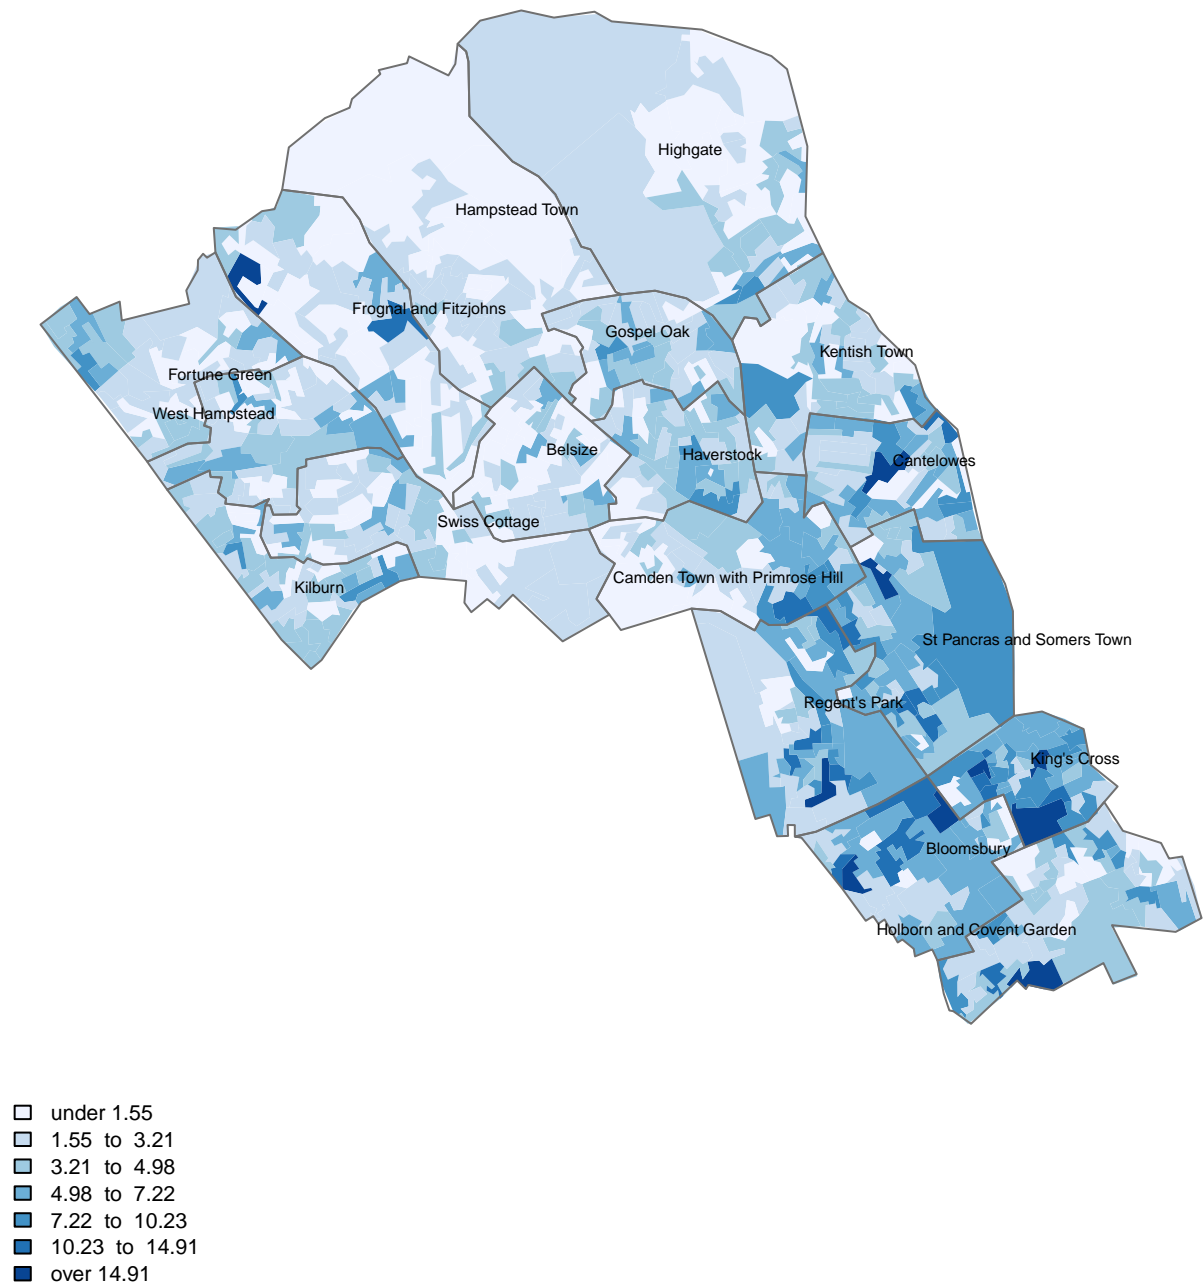 Highgate
Hampstead Town
Frognal and Fitzjohns
Gospel Oak
Kentish Town
Fortune Green
West Hampstead
Belsize
Haverstock
Cantelowes
Swiss Cottage
Kilburn
Camden Town with Primrose Hill
St Pancras and Somers Town
Regent's Park
King's Cross
Bloomsbury
Holborn and Covent Garden
under 1.55
1.55 to 3.21
3.21 to 4.98
4.98 to 7.22
7.22 to 10.23
10.23 to 14.91
over 14.91